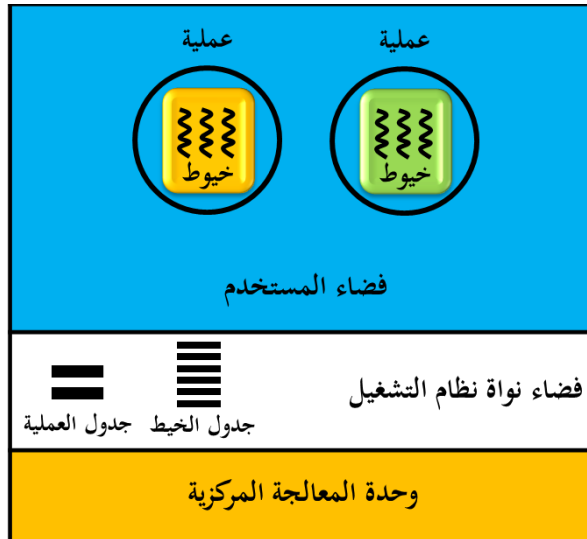 عملية
عملية
خيوط
خيوط
فضاء المستخدم
فضاء نواة نظام التشغيل
جدول الخيط
جدول العملية
وحدة المعالجة المركزية